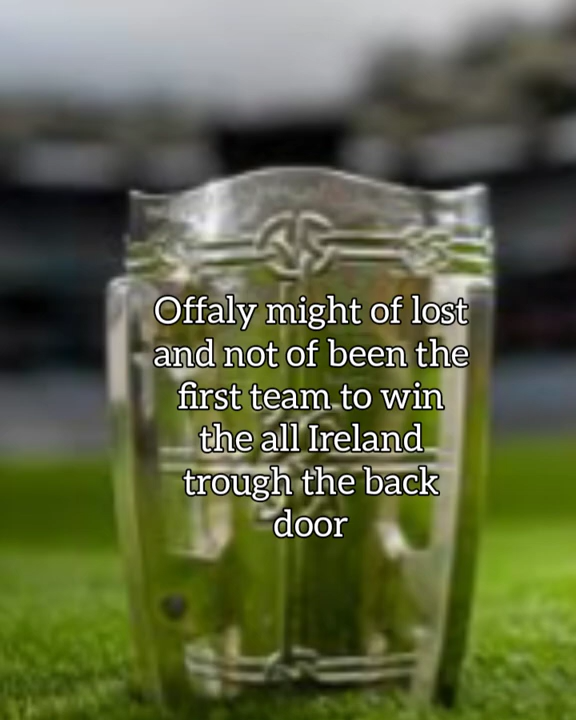 Offaly might of lost
and not of been the
first team to win
the all Ireland
trough the back
door